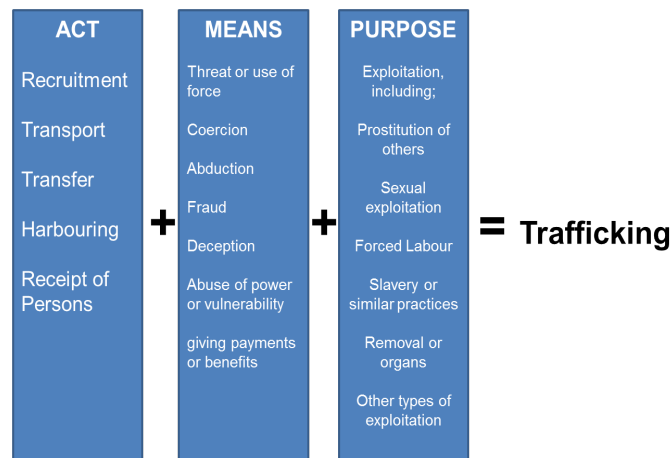 ACT
Recruitment
Transport
Transfer
Harbouring
Receipt of
Persons
+
MEANS
Threat or use of
force
Coercion
Abduction
Fraud
Deception
Abuse of power
or vulnerability
giving payments
or benefits
+
PURPOSE
Exploitation,
including;
Prostitution of
others
Sexual
exploitation
Forced Labour
Slavery or
similar practices
Removal or
organs
Other types of
exploitation
= Trafficking